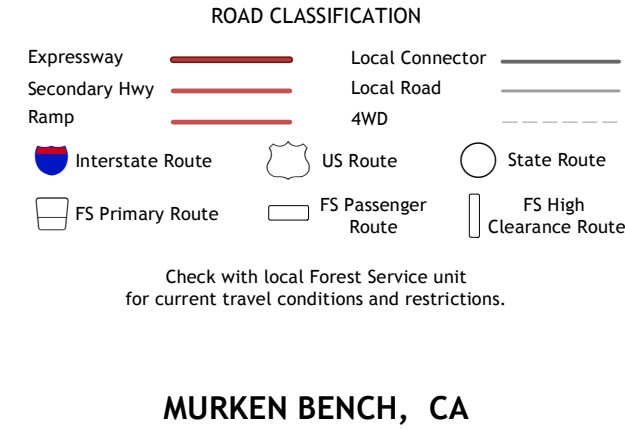 ROAD CLASSIFICATION
Expressway
Local Connector
Secondary Hwy
Local Road
Ramp
4WD
Interstate Route
US Route
State Route
FS Primary Route
FS Passenger
Route
FS High
Clearance Route
Check with local Forest Service unit
for current travel conditions and restrictions.
MURKEN BENCH, CA